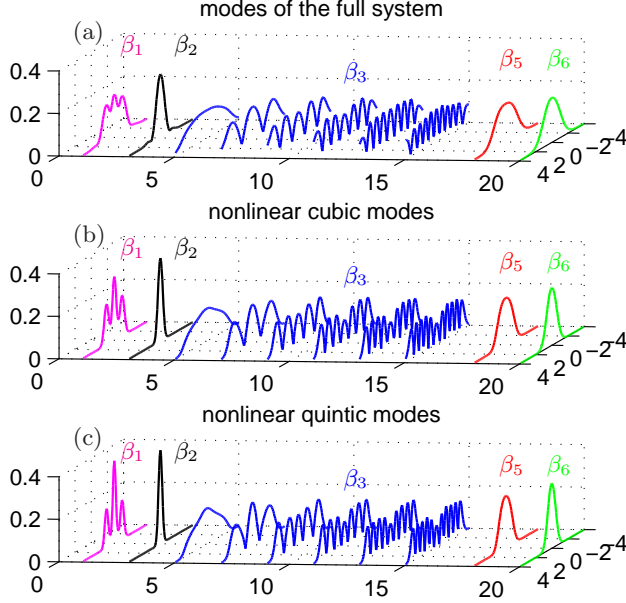 modes of the full system
(a)
β1 β2 β3 β5 β6
0.4
0.2
0
0 5 10 15 20
4 2 0 −2 −4
nonlinear cubic modes
(b)
β1 β2 β3 β5 β6
0.4
0.2
0
0 5 10 15 20
4 2 0 −2 −4
nonlinear quintic modes
(c)
β1 β2 β3 β5 β6
0.4
0.2
0
0 5 10 15 20
4 2 0 −2 −4